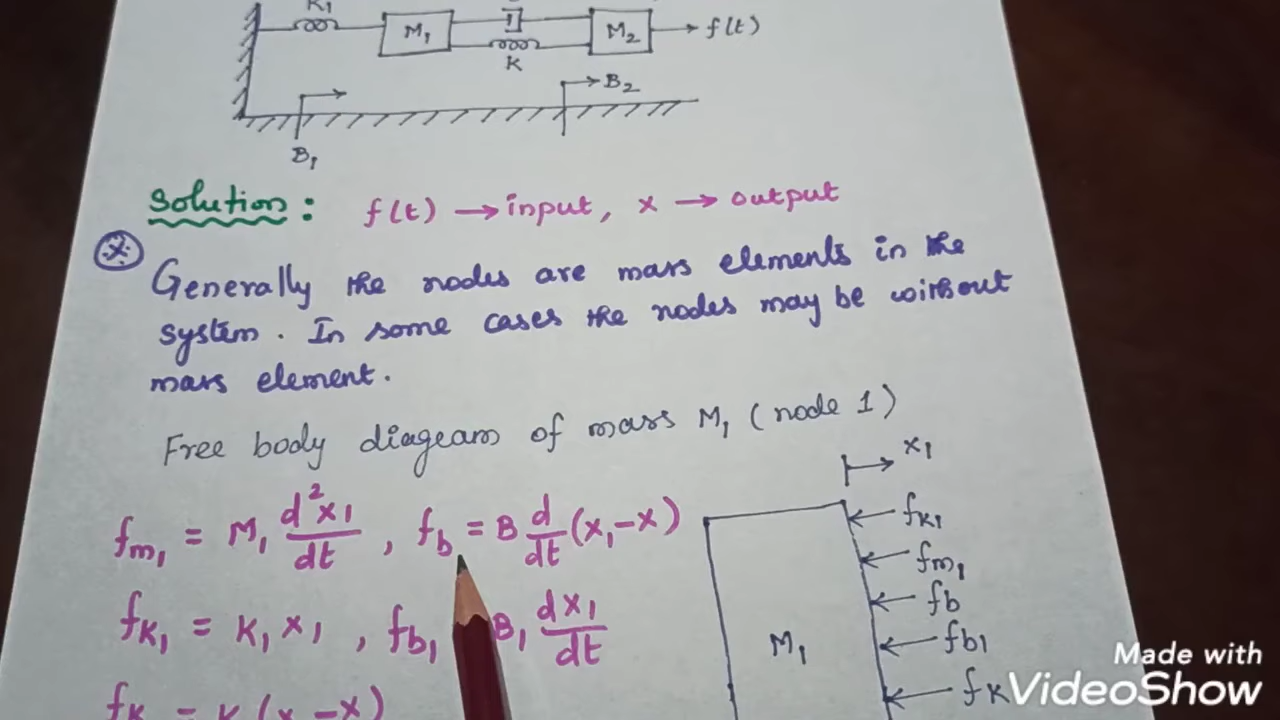 K1
M1
M2
f(t)
K
B2
B1
Solution: f(t) → input, x → output
* Generally the nodes are mass elements in the
system. In some cases the nodes may be without
mass element.
Free body diagram of mass M1 (node 1)
x1
fm1 = M1 d²x1/dt, fb = B d/dt (x1-x)
fk1 = K1 x1, fb1 B1 dx1/dt
fk = K (x1-x)
fk1
fm1
fb
fb1
fk
M1
Made with
VideoShow